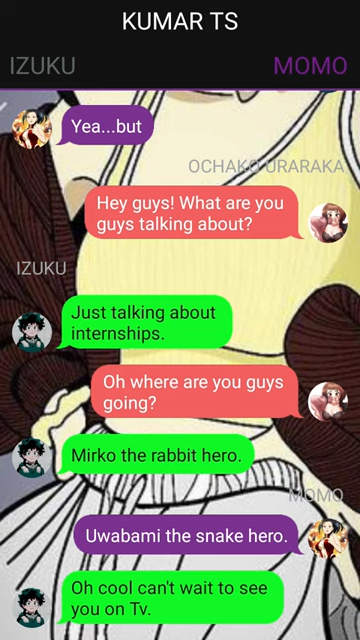 KUMAR TS
IZUKU
MOMO
Yea...but
OCHAKO URARAKA
Hey guys! What are you
guys talking about?
IZUKU
Just talking about
internships.
Oh where are you guys
going?
Mirko the rabbit hero.
MOMO
Uwabami the snake hero.
Oh cool can't wait to see
you on Tv.